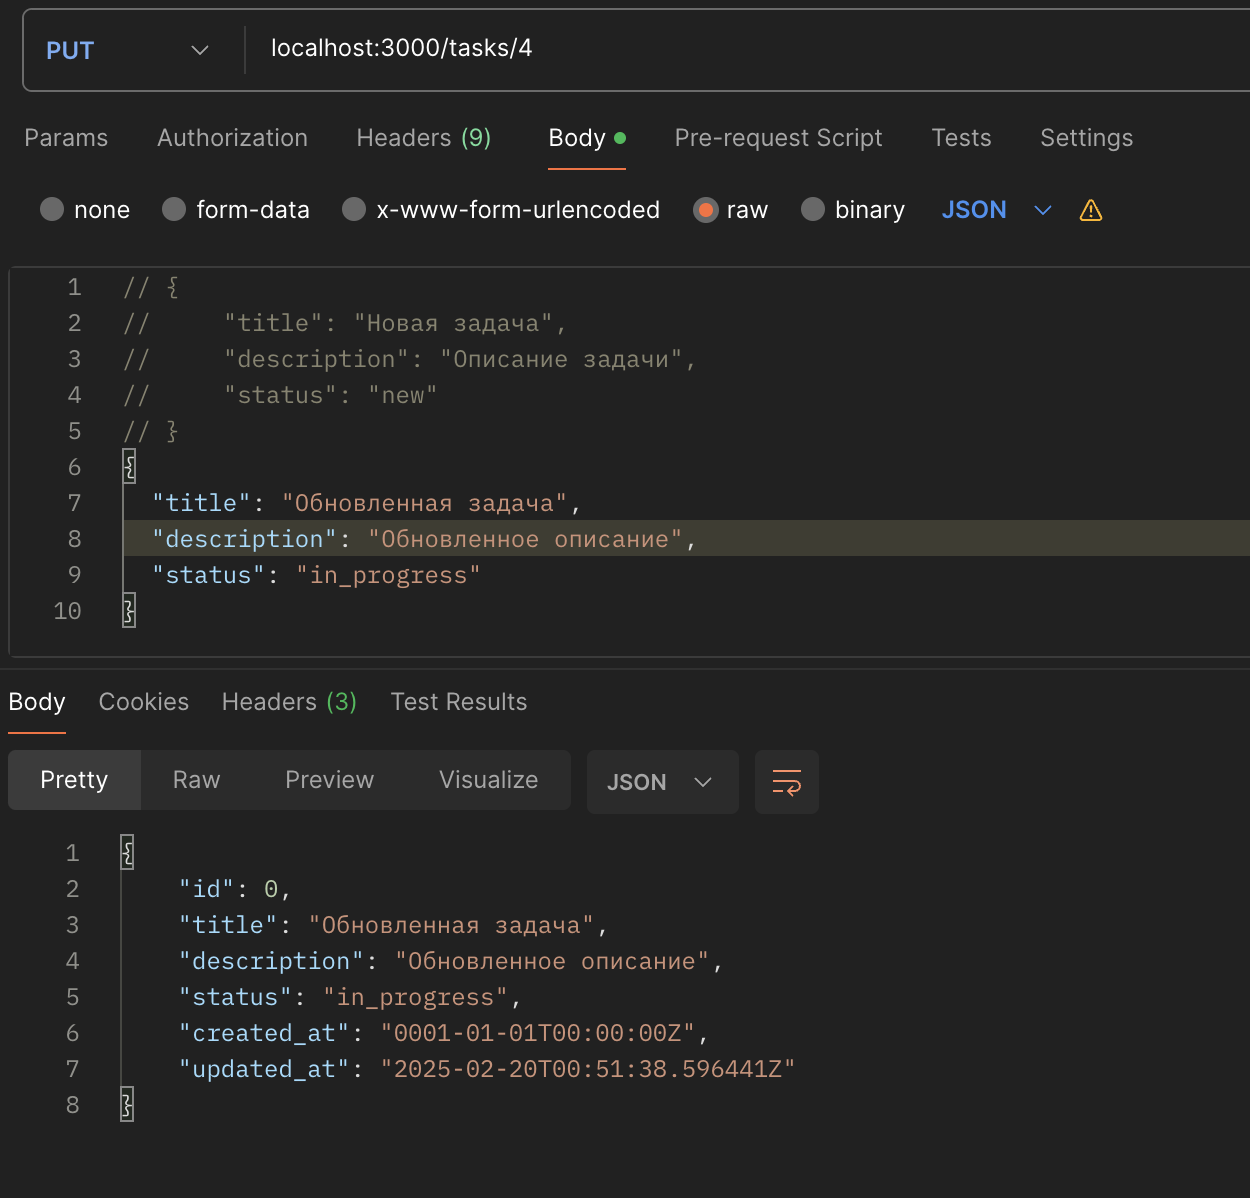 PUT localhost:3000/tasks/4
Params Authorization Headers (9) Body Pre-request Script Tests Settings
none form-data x-www-form-urlencoded raw binary JSON
1 // {
2 // "title": "Новая задача",
3 // "description": "Описание задачи",
4 // "status": "new"
5 // }
6 {
7 "title": "Обновленная задача",
8 "description": "Обновленное описание",
9 "status": "in_progress"
10 }
Body Cookies Headers (3) Test Results
Pretty Raw Preview Visualize JSON
1 {
2 "id": 0,
3 "title": "Обновленная задача",
4 "description": "Обновленное описание",
5 "status": "in_progress",
6 "created_at": "0001-01-01T00:00:00Z",
7 "updated_at": "2025-02-20T00:51:38.596441Z"
8 }